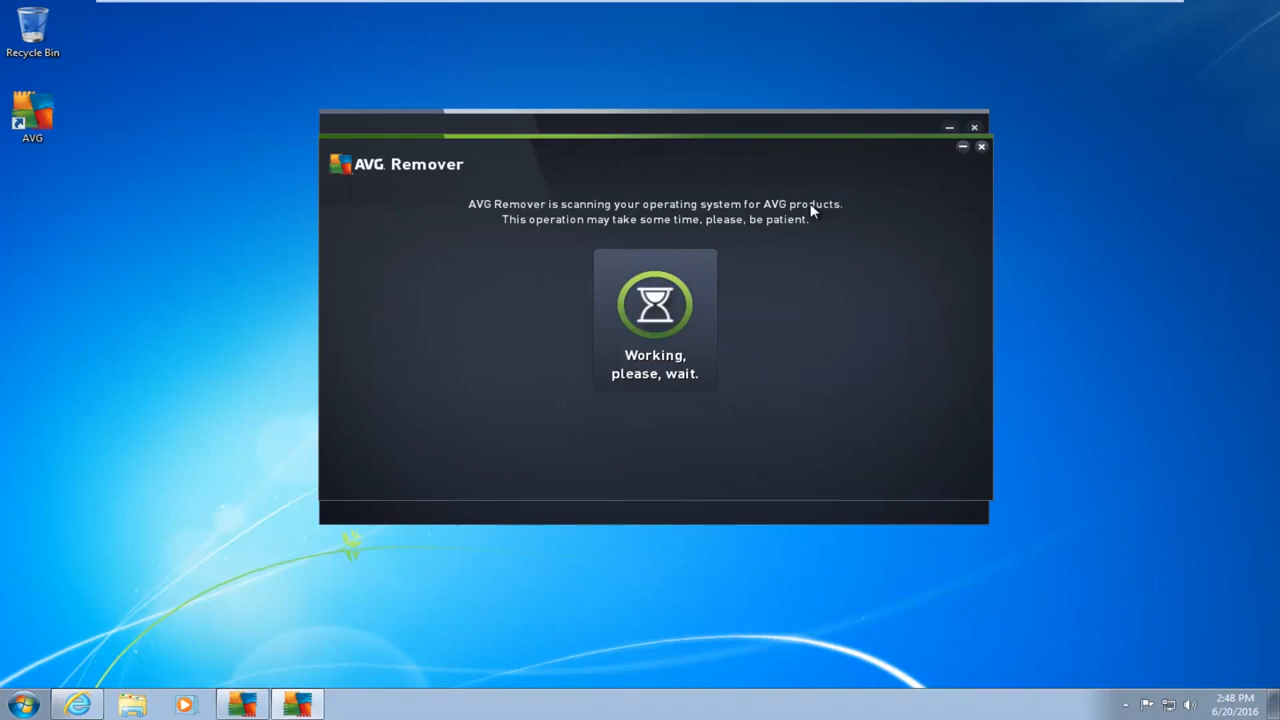 Recycle Bin
AVG
AVG. Remover
AVG Remover is scanning your operating system for AVG products.
This operation may take some time, please, be patient.
Working,
please, wait.
2:48 PM
6/20/2016